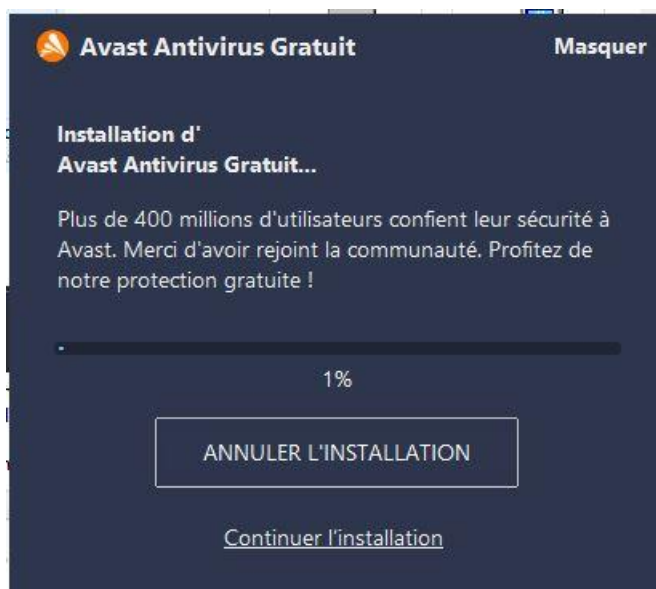 Avast Antivirus Gratuit
Masquer
Installation d'
Avast Antivirus Gratuit...
Plus de 400 millions d'utilisateurs confient leur sécurité à
Avast. Merci d'avoir rejoint la communauté. Profitez de
notre protection gratuite !
1%
ANNULER L'INSTALLATION
Continuer l'installation